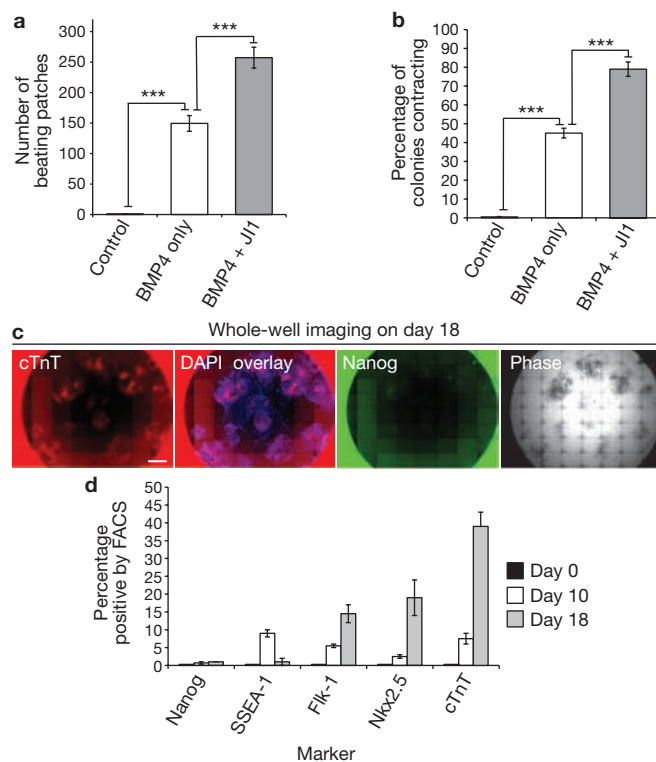 a
Number of
beating patches
300
250
200
150
100
50
0
***
***
Control
BMP4 only
BMP4 + JI1
b
Percentage of
colonies contracting
100
90
80
70
60
50
40
30
20
10
0
***
***
Control
BMP4 only
BMP4 + JI1
c
Whole-well imaging on day 18
cTnT
DAPI overlay
Nanog
Phase
d
Percentage
positive by FACS
50
45
40
35
30
25
20
15
10
5
0
Nanog
SSEA-1
Flk-1
Nkx2.5
cTnT
Marker
Day 0
Day 10
Day 18